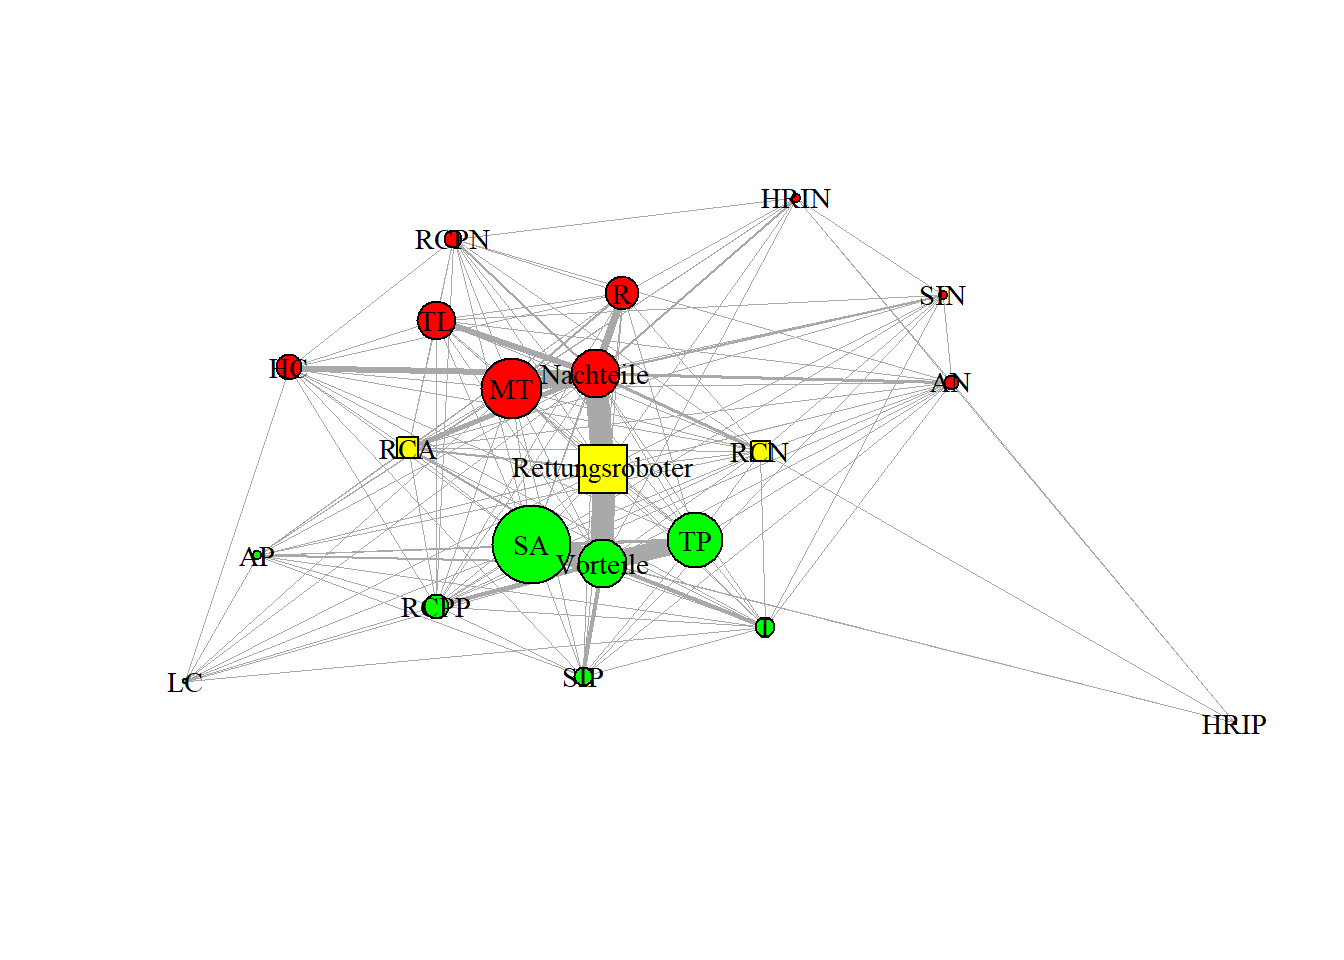 HRIN
RCPN
R
SIN
TL
HC
Nachteile
MT
AN
RCA
RCN
Rettungsroboter
SA
TP
AP
Vorteile
RCPP
SIP
LC
HRIP